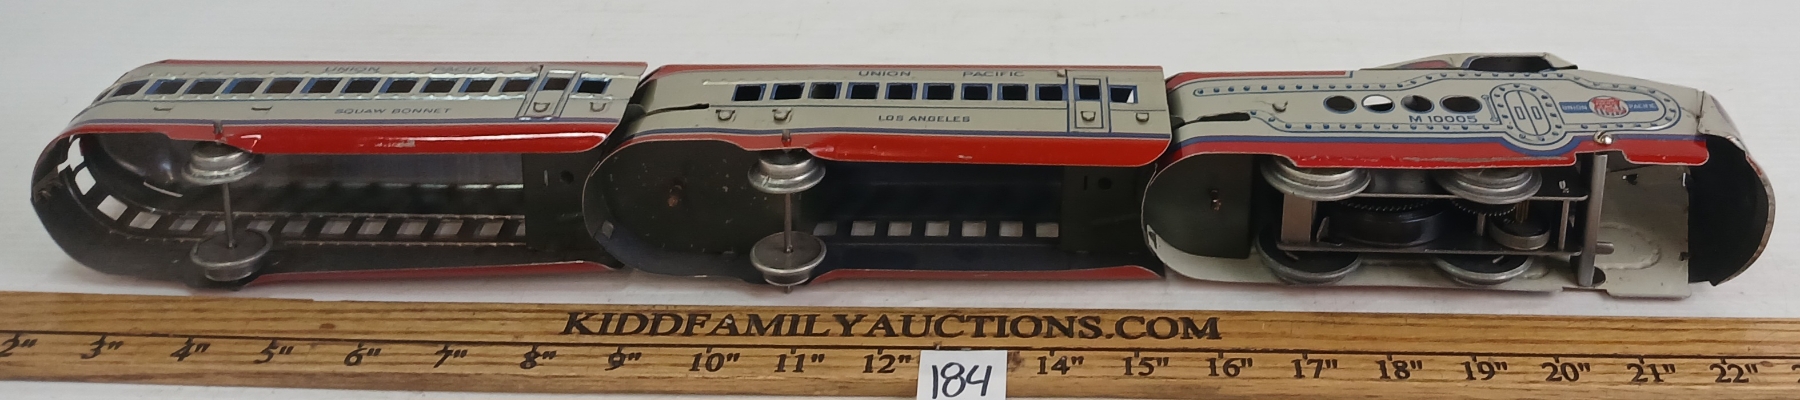 UNION PACIFIC
SQUAW BONNET
UNION PACIFIC
LOS ANGELES
M 10005
UNION PACIFIC
KIDDFAMILYAUCTIONS.COM
2" 3" 4" 5" 6" 7" 8" 9" 10" 11" 12" 14" 15" 16" 17" 18" 19" 20" 21" 22"
184